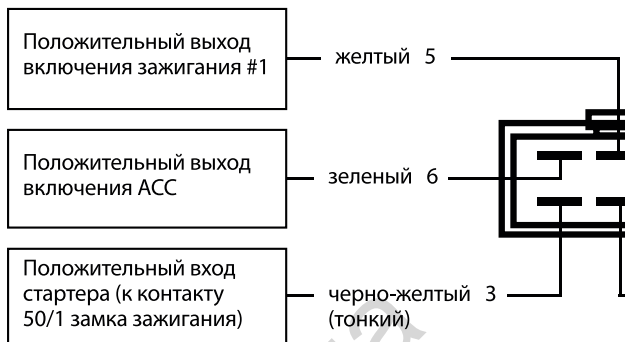 Положительный выход
включения зажигания #1
желтый 5
Положительный выход
включения АСС
зеленый 6
Положительный вход
стартера (к контакту
50/1 замка зажигания)
черно-желтый 3
(тонкий)